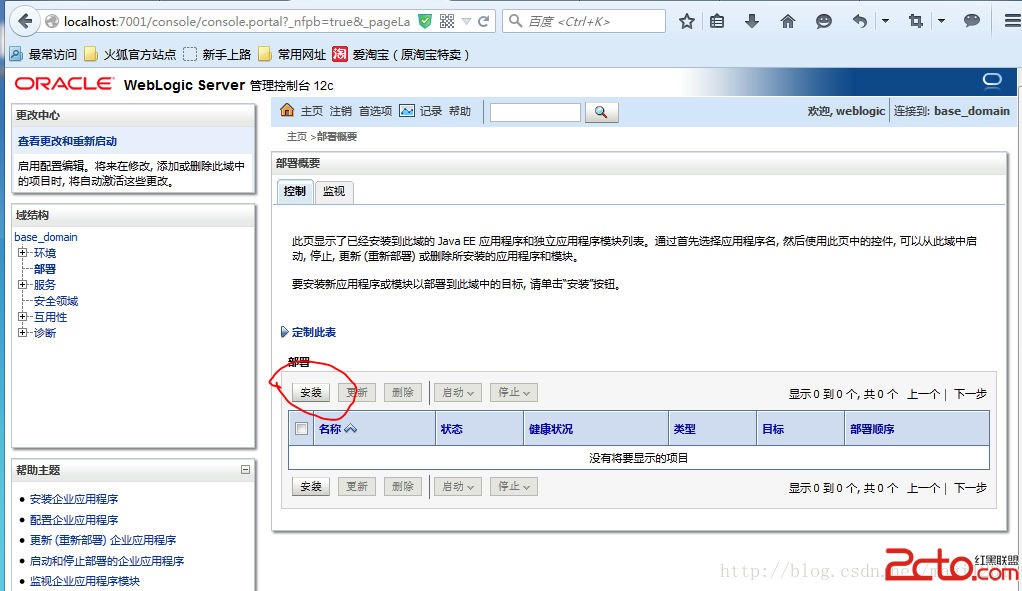 localhost:7001/console/console.portal?_nfpb=true&_pageLa
百度 <Ctrl+K>
最常访问 火狐官方站点 新手上路 常用网址 淘 爱淘宝（原淘宝特卖）
ORACLE WebLogic Server 管理控制台 12c
更改中心
查看更改和重新启动
启用配置编辑。将来在修改, 添加或删除此域中
的项目时, 将自动激活这些更改。
域结构
base_domain
环境
部署
服务
安全领域
互用性
诊断
帮助主题
安装企业应用程序
配置企业应用程序
更新 (重新部署) 企业应用程序
启动和停止部署的企业应用程序
监视企业应用程序模块
主页 注销 首选项 记录 帮助
欢迎, weblogic 连接到: base_domain
主页 >部署概要
部署概要
控制 监视
此页显示了已经安装到此域的 Java EE 应用程序和独立应用程序模块列表。通过首先选择应用程序名, 然后使用此页中的控件, 可以从此域中启
动, 停止, 更新 (重新部署) 或删除所安装的应用程序和模块。
要安装新应用程序或模块以部署到此域中的目标, 请单击“安装”按钮。
定制此表
部署
安装 更新 删除 启动 停止 显示 0 到 0 个, 共 0 个 上一个 | 下一步
名称 状态 健康状况 类型 目标 部署顺序
没有将要显示的项目
安装 更新 删除 启动 停止 显示 0 到 0 个, 共 0 个 上一个 | 下一步
http://blog.csdn.net/
2cto.com 红黑联盟